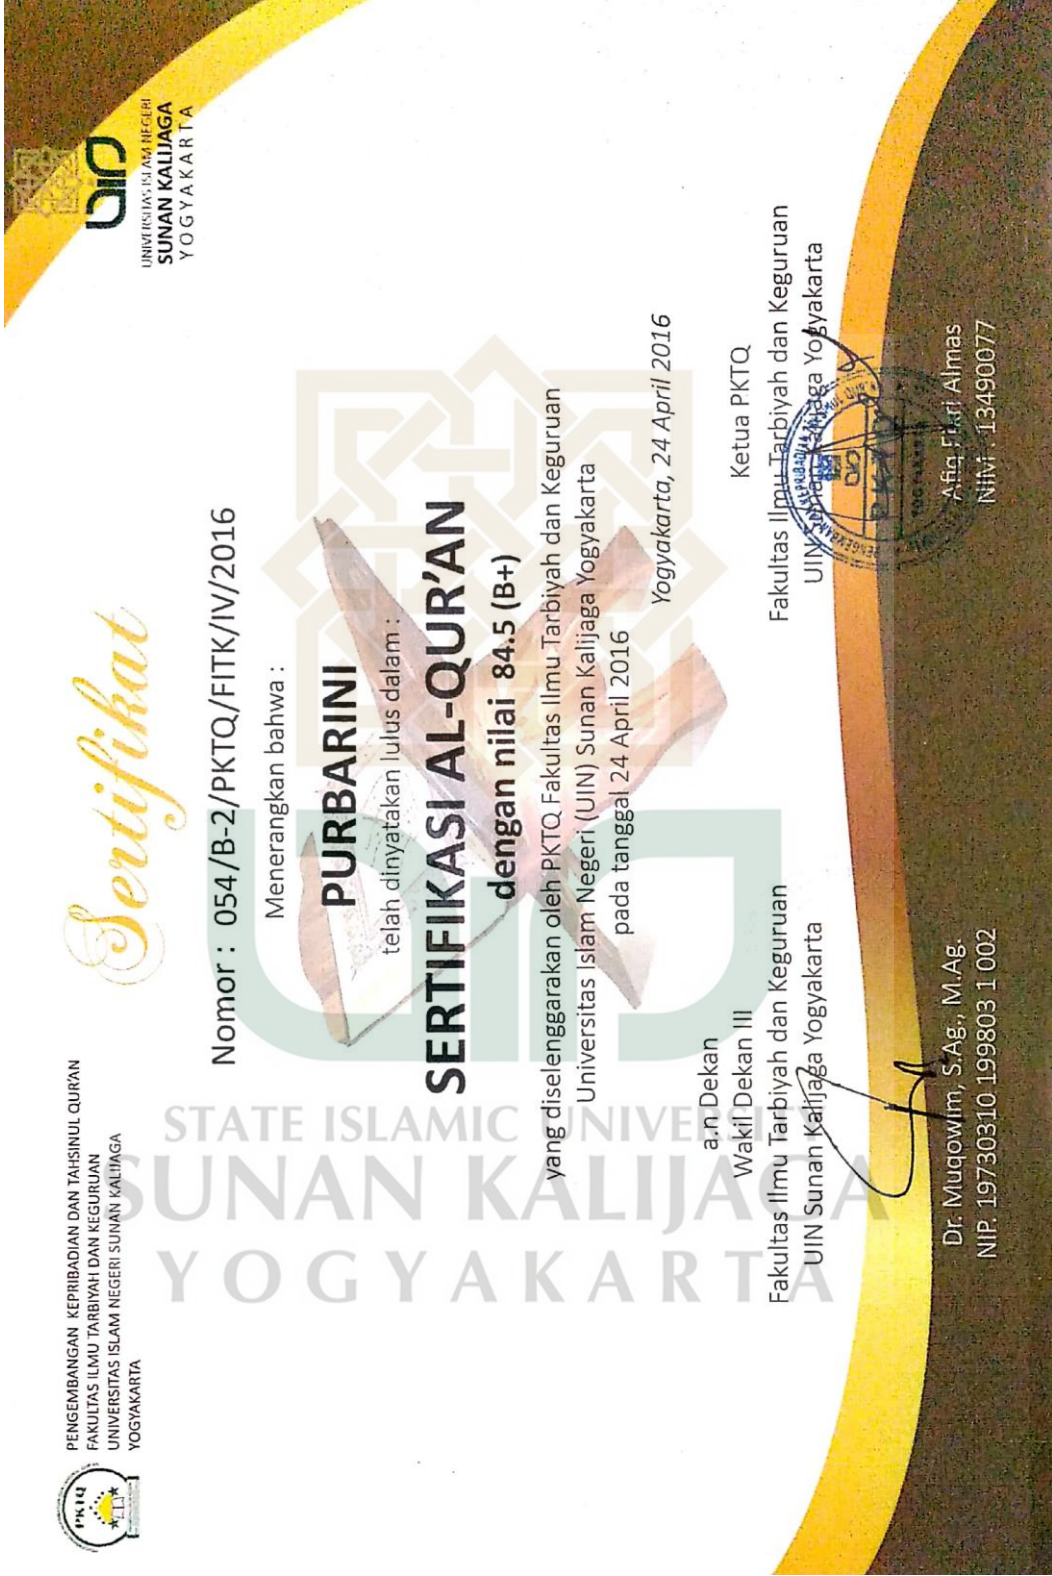 PKTQ
PENGEMBANGAN KEPRIBADIAN DAN TAHSINUL QUR'AN
FAKULTAS ILMU TARBIYAH DAN KEGURUAN
UNIVERSITAS ISLAM NEGERI SUNAN KALIJAGA
YOGYAKARTA
UIN
UNIVERSITAS ISLAM NEGERI
SUNAN KALIJAGA
YOGYAKARTA
Sertifikat
Nomor : 054/B-2/PKTQ/FITK/IV/2016
Menerangkan bahwa :
PURBARINI
telah dinyatakan lulus dalam :
SERTIFIKASI AL-QUR'AN
dengan nilai 84.5 (B+)
yang diselenggarakan oleh PKTQ Fakultas Ilmu Tarbiyah dan Keguruan
Universitas Islam Negeri (UIN) Sunan Kalijaga Yogyakarta
pada tanggal 24 April 2016
Yogyakarta, 24 April 2016
a.n Dekan
Wakil Dekan III
Fakultas Ilmu Tarbiyah dan Keguruan
UIN Sunan Kalijaga Yogyakarta
Dr. Muqowim, S.Ag., M.Ag.
NIP. 19730310 199803 1 002
Ketua PKTQ
Fakultas Ilmu Tarbiyah dan Keguruan
UIN Sunan Kalijaga Yogyakarta
Afiq Fikri Almas
NIM : 13490077
STATE ISLAMIC UNIVERSITY
SUNAN KALIJAGA
YOGYAKARTA